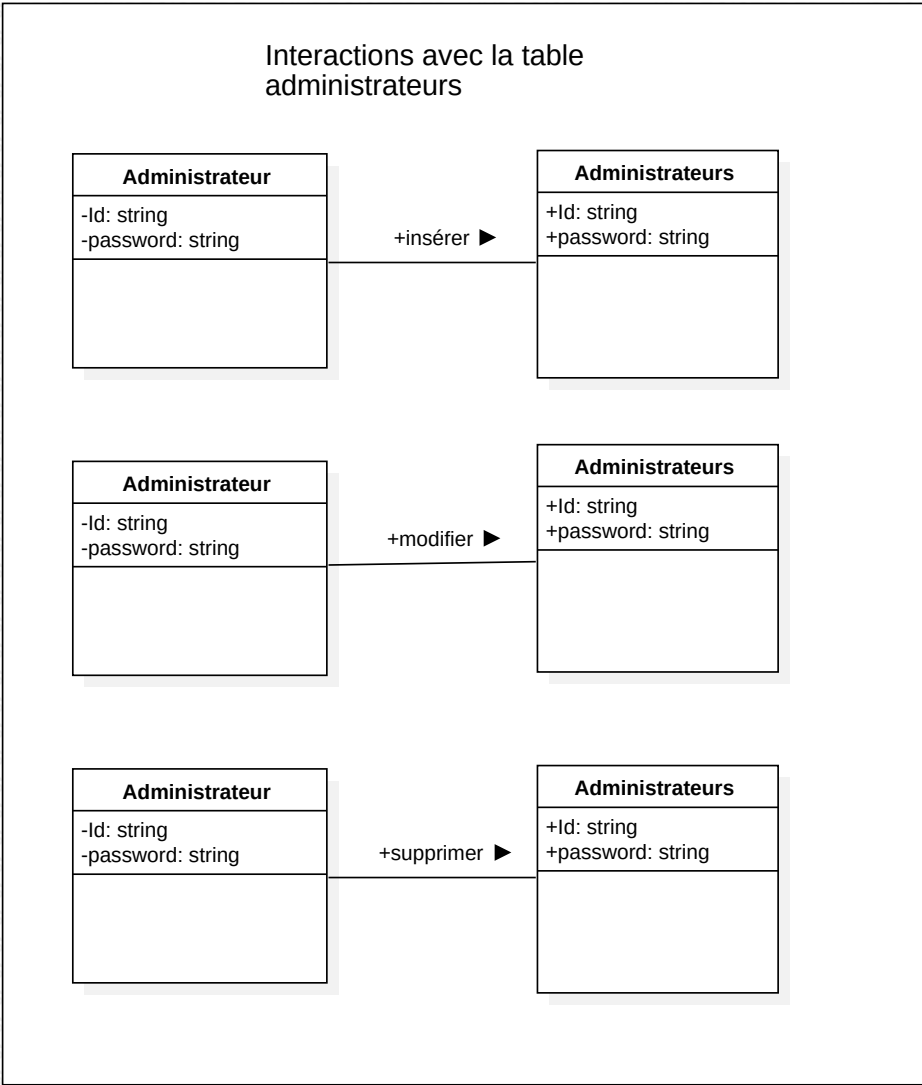 Interactions avec la table
administrateurs
Administrateur
-Id: string
-password: string
+insérer ►
Administrateurs
+Id: string
+password: string
Administrateur
-Id: string
-password: string
+modifier ►
Administrateurs
+Id: string
+password: string
Administrateur
-Id: string
-password: string
+supprimer ►
Administrateurs
+Id: string
+password: string